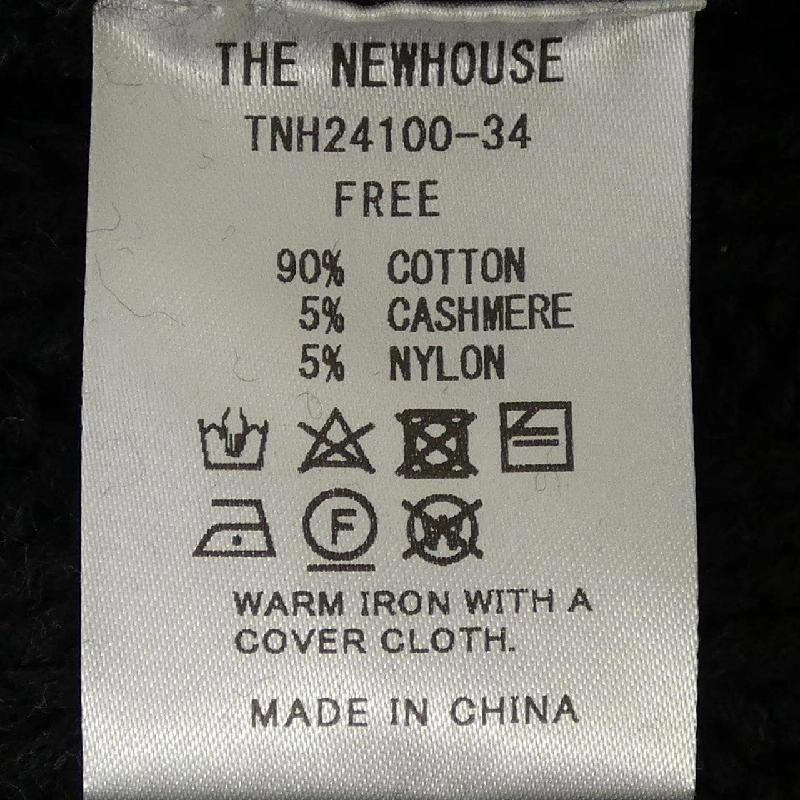 THE NEWHOUSE
TNH24100-34
FREE
90% COTTON
5% CASHMERE
5% NYLON
F
W
WARM IRON WITH A
COVER CLOTH.
MADE IN CHINA